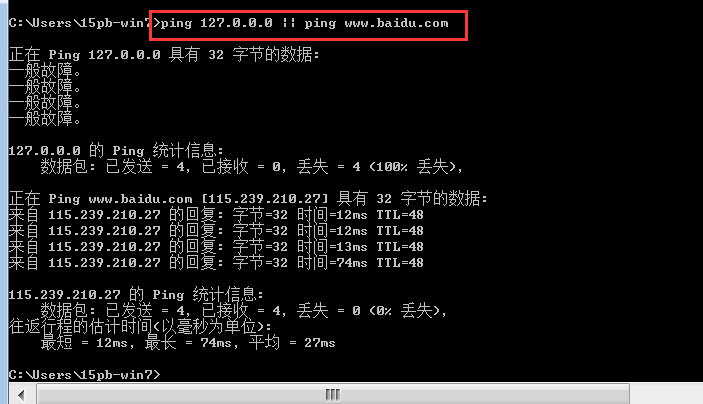 C:\Users\15pb-win7>ping 127.0.0.0 || ping www.baidu.com
正在 Ping 127.0.0.0 具有 32 字节的数据:
一般故障。
一般故障。
一般故障。
一般故障。
127.0.0.0 的 Ping 统计信息:
数据包: 已发送 = 4, 已接收 = 0, 丢失 = 4 (100% 丢失),
正在 Ping www.baidu.com [115.239.210.27] 具有 32 字节的数据:
来自 115.239.210.27 的回复: 字节=32 时间=12ms TTL=48
来自 115.239.210.27 的回复: 字节=32 时间=12ms TTL=48
来自 115.239.210.27 的回复: 字节=32 时间=13ms TTL=48
来自 115.239.210.27 的回复: 字节=32 时间=74ms TTL=48
115.239.210.27 的 Ping 统计信息:
数据包: 已发送 = 4, 已接收 = 4, 丢失 = 0 (0% 丢失),
往返行程的估计时间(以毫秒为单位):
最短 = 12ms, 最长 = 74ms, 平均 = 27ms
C:\Users\15pb-win7>